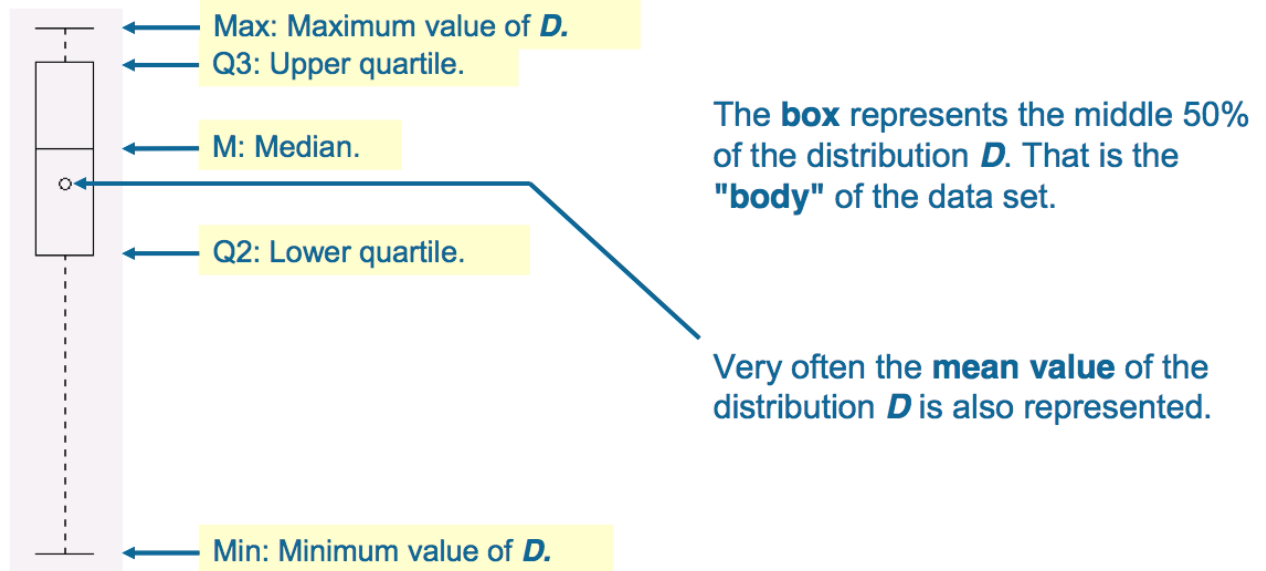 Max: Maximum value of D.
Q3: Upper quartile.
M: Median.
Q2: Lower quartile.
Min: Minimum value of D.
The box represents the middle 50%
of the distribution D. That is the
"body" of the data set.
Very often the mean value of the
distribution D is also represented.